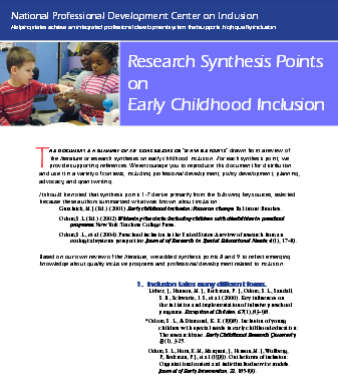 National Professional Development Center on Inclusion
Helping states achieve an integrated professional development system that supports high quality inclusion
Research Synthesis Points
on
Early Childhood Inclusion
THIS DOCUMENT IS A SUMMARY OF "SYNTHESIS POINTS" drawn from a review of
the literature or research syntheses on early childhood inclusion. For each synthesis point, we
provide supporting references. We encourage you to reproduce this document for distribution
and use it in a variety of contexts, including professional development, policy development, planning,
advocacy, and grant writing.
It should be noted that synthesis points 1-7 derive primarily from the following key sources, selected
because these authors summarized what was known about inclusion:
Guralnick, M. J. (Ed.). (2001). Early childhood inclusion: Focus on change. Baltimore: Brookes.
Odom, S. L. (Ed.). (2002). Widening the circle: Including children with disabilities in preschool
programs. New York: Teachers College Press.
Odom, S. L., et al. (2004). Preschool inclusion in the United States: A review of research from an
ecological systems perspective. Journal of Research in Special Educational Needs, 4(1), 17-49.
Based on our own review of the literature, we added synthesis points 8 and 9 to reflect emerging
knowledge about quality inclusive programs and professional development related to inclusion.
1. Inclusion takes many different forms.
Lieber, J., Hanson, M. J., Beckman, P. J., Odom, S. L., Sandall,
S. R., Schwartz, I. S., et al. (2000). Key influences on
the initiation and implementation of inclusive preschool
programs. Exceptional Children, 67(1), 83-98.
*Odom, S. L., & Diamond, K. E. (1998). Inclusion of young
children with special needs in early childhood education:
The research base. Early Childhood Research Quarterly,
13(1), 3-25.
Odom, S. L., Horn, E. M., Marquart, J., Hanson, M. J., Wolfberg,
P., Beckman, P. J., et al. (1999). On the forms of inclusion:
Organizational context and individualized service models.
Journal of Early Intervention, 22, 185-199.